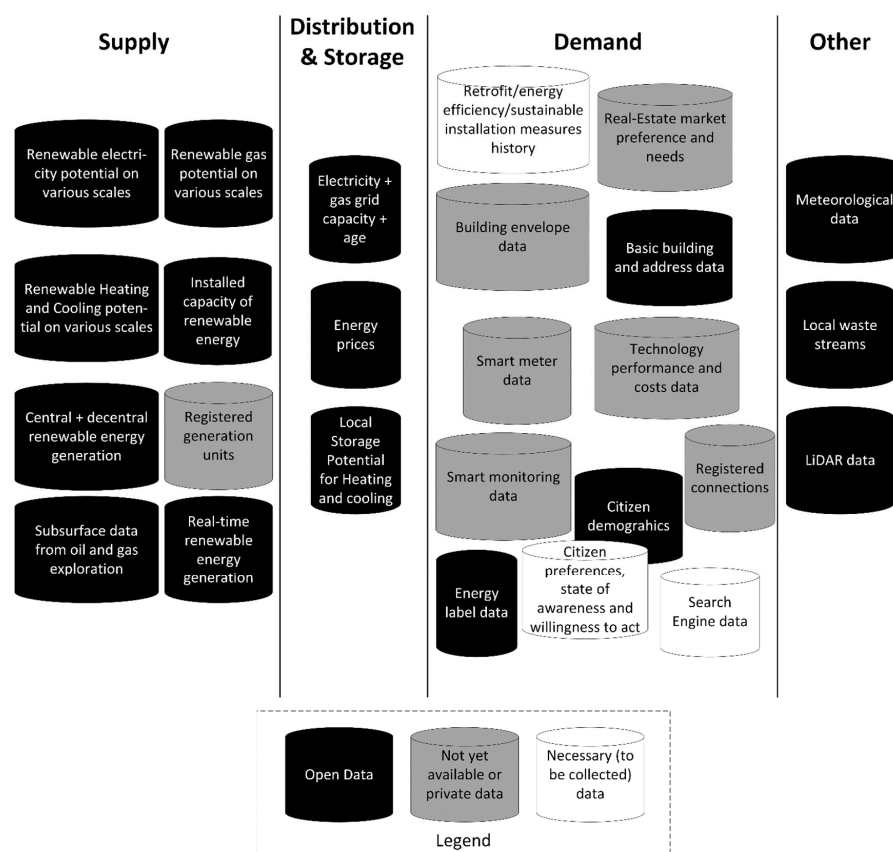 Supply
Distribution
& Storage
Demand
Other
Renewable electri-
city potential on
various scales
Renewable gas
potential on
various scales
Renewable Heating
and Cooling poten-
tial on various scales
Installed
capacity of
renewable
energy
Central + decentral
renewable energy
generation
Registered
generation
units
Subsurface data
from oil and gas
exploration
Real-time
renewable
energy
generation
Electricity +
gas grid
capacity +
age
Energy
prices
Local
Storage
Potential
for Heating
and cooling
Retrofit/energy
efficiency/sustainable
installation measures
history
Real-Estate market
preference and
needs
Building envelope
data
Basic building
and address data
Smart meter
data
Technology
performance and
costs data
Smart monitoring
data
Registered
connections
Citizen
demograhics
Energy
label data
Citizen
preferences,
state of
awareness and
willingness to act
Search
Engine data
Meteorological
data
Local waste
streams
LiDAR data
Open Data
Not yet
available or
private data
Necessary (to
be collected)
data
Legend